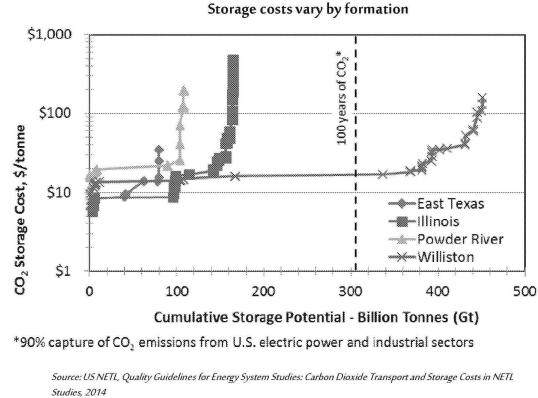 Storage costs vary by formation
$1,000
$100
$10
$1
CO2 Storage Cost, $/tonne
100 years of CO2*
East Texas
Illinois
Powder River
Williston
0
100
200
300
400
500
Cumulative Storage Potential - Billion Tonnes (Gt)
*90% capture of CO2 emissions from U.S. electric power and industrial sectors
Source: US NETL, Quality Guidelines for Energy System Studies: Carbon Dioxide Transport and Storage Costs in NETL
Studies, 2014